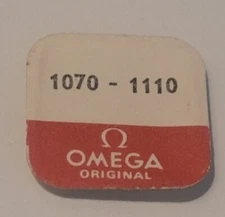 1070 - 1110
Ω
OMEGA
ORIGINAL